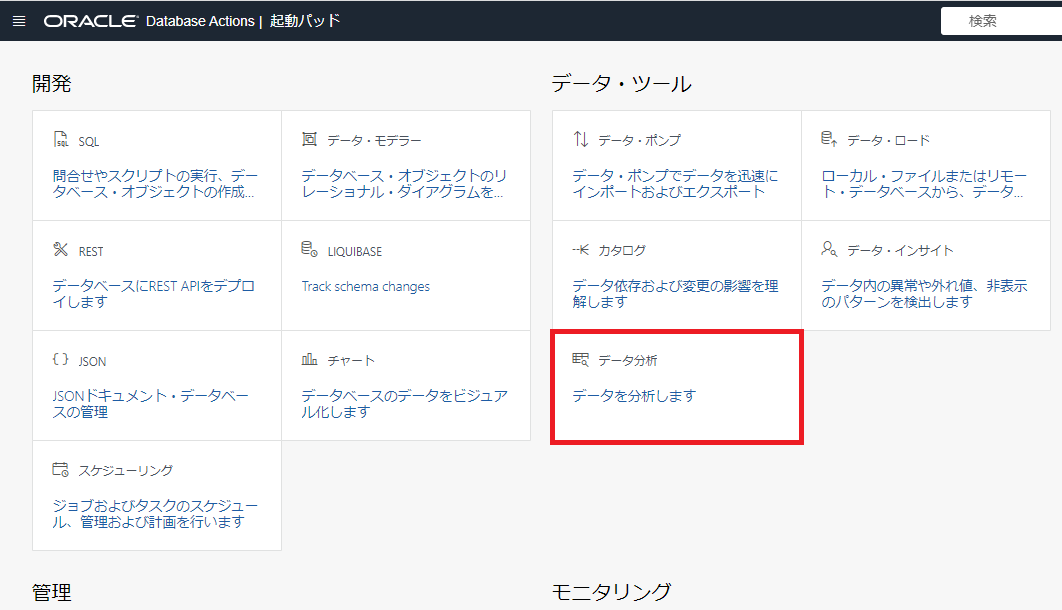 ORACLE Database Actions | 起動パッド
検索
開発
SQL
問合せやスクリプトの実行、デー
タベース・オブジェクトの作成...
データ・モデラー
データベース・オブジェクトのリ
レーショナル・ダイアグラムを...
REST
データベースにREST APIをデプロ
イします
LIQUIBASE
Track schema changes
JSON
JSONドキュメント・データベー
スの管理
チャート
データベースのデータをビジュア
ル化します
スケジューリング
ジョブおよびタスクのスケジュー
ル、管理および計画を行います
データ・ツール
データ・ポンプ
データ・ポンプでデータを迅速に
インポートおよびエクスポート
データ・ロード
ローカル・ファイルまたはリモー
ト・データベースから、データ...
カタログ
データ依存および変更の影響を理
解します
データ・インサイト
データ内の異常や外れ値、非表示
のパターンを検出します
データ分析
データを分析します
管理
モニタリング